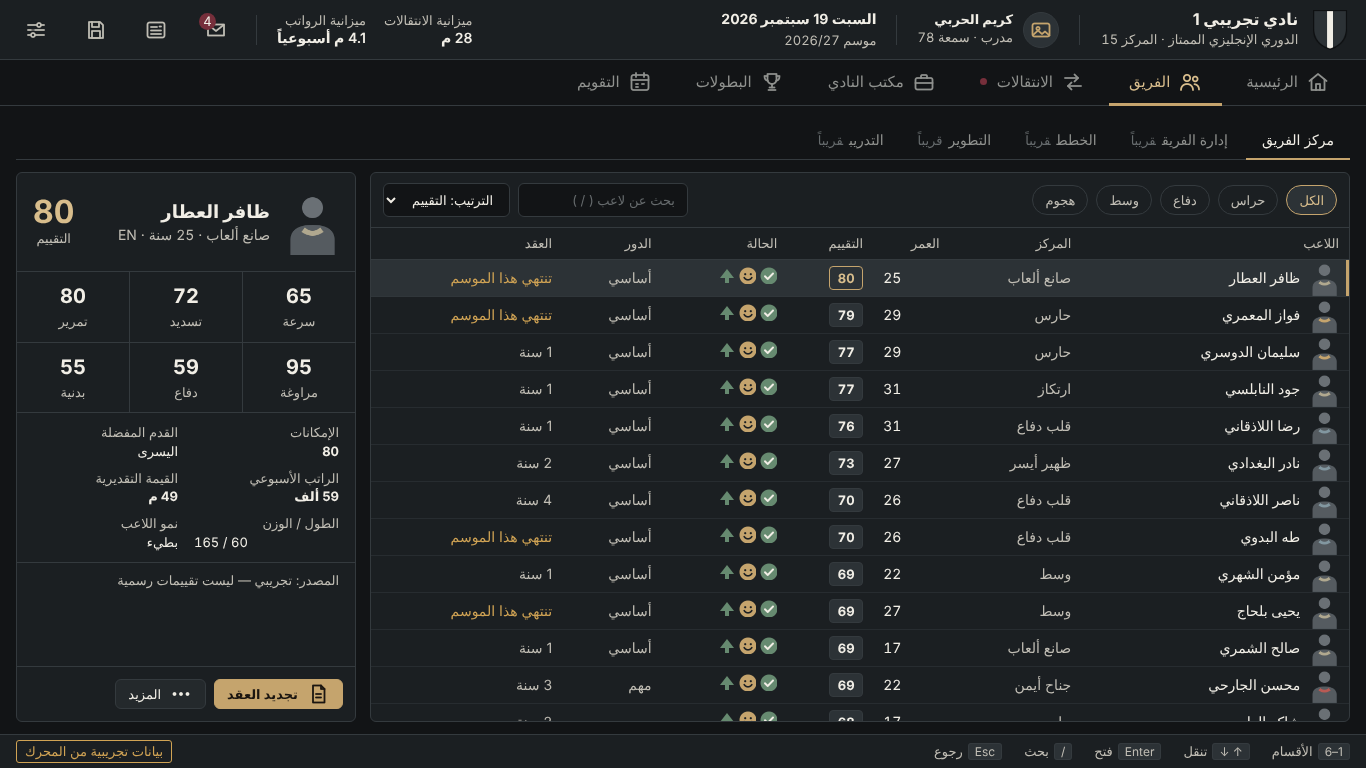 نادي تجريبي 1
الدوري الإنجليزي الممتاز · المركز 15
كريم الحربي
مدرب · سمعة 78
السبت 19 سبتمبر 2026
موسم 2026/27
ميزانية الانتقالات
28 م
ميزانية الرواتب
4.1 م أسبوعياً
4
الرئيسية
الفريق
الانتقالات
مكتب النادي
البطولات
التقويم
مركز الفريق
إدارة الفريق قريباً
الخطط قريباً
التطوير قريباً
التدريب قريباً
الكل
حراس
دفاع
وسط
هجوم
بحث عن لاعب ( / )
الترتيب: التقييم
اللاعب المركز العمر التقييم الحالة الدور العقد
ظافر العطار صانع ألعاب 25 80 أساسي تنتهي هذا الموسم
فواز المعمري حارس 29 79 أساسي تنتهي هذا الموسم
سليمان الدوسري حارس 29 77 أساسي 1 سنة
جود النابلسي ارتكاز 31 77 أساسي 1 سنة
رضا اللاذقاني قلب دفاع 31 76 أساسي 1 سنة
نادر البغدادي ظهير أيسر 27 73 أساسي 2 سنة
ناصر اللاذقاني قلب دفاع 26 70 أساسي 4 سنة
طه البدوي قلب دفاع 26 70 أساسي تنتهي هذا الموسم
مؤمن الشهري وسط 22 69 أساسي 1 سنة
يحيى بلحاج وسط 27 69 أساسي تنتهي هذا الموسم
صالح الشمري صانع ألعاب 17 69 أساسي 1 سنة
محسن الجارحي جناح أيمن 22 69 مهم 3 سنة
ظافر العطار
صانع ألعاب · 25 سنة · EN
80
التقييم
65 72 80
سرعة تسديد تمرير
95 59 55
مراوغة دفاع بدنية
الإمكانات القدم المفضلة
80 اليسرى
الراتب الأسبوعي القيمة التقديرية
59 ألف 49 م
الطول / الوزن نمو اللاعب
165 / 60 بطيء
المصدر: تجريبي — ليست تقييمات رسمية
تجديد العقد
••• المزيد
1–6 الأقسام
↑ ↓ تنقل
Enter فتح
/ بحث
Esc رجوع
بيانات تجريبية من المحرك